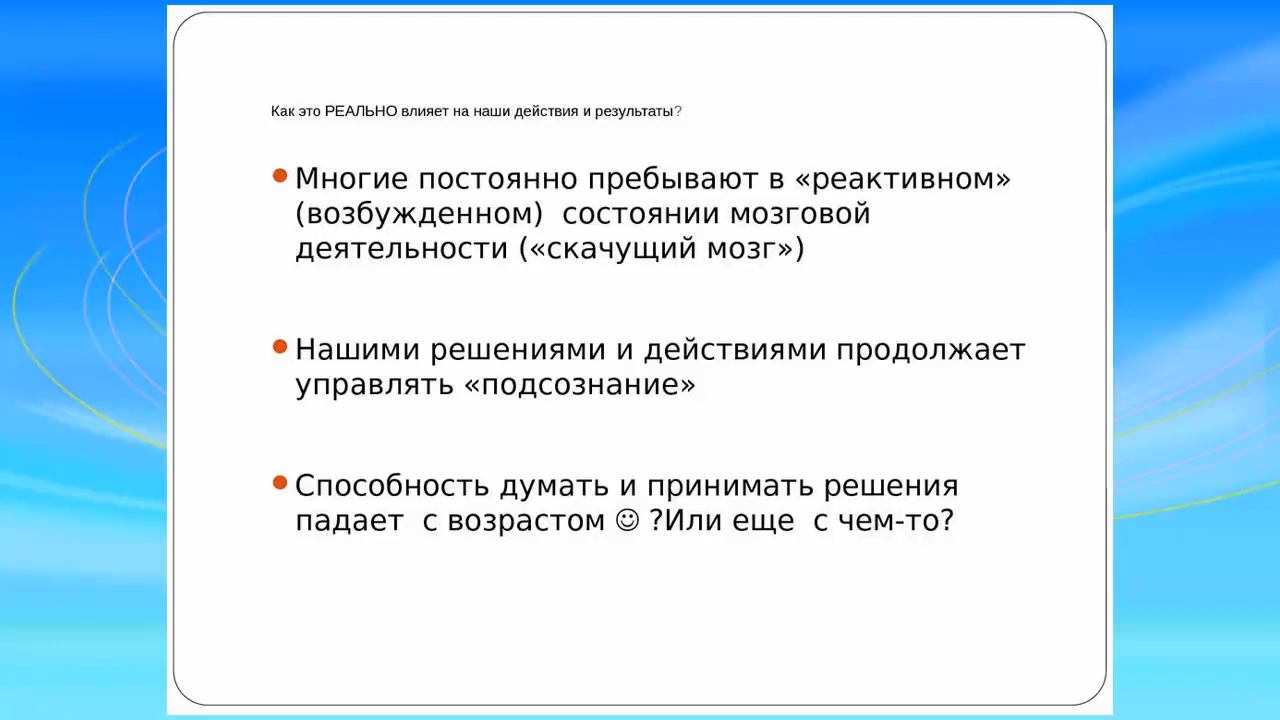 Как это РЕАЛЬНО влияет на наши действия и результаты?
Многие постоянно пребывают в «реактивном»
(возбужденном)  состоянии мозговой
деятельности («скачущий мозг»)
Нашими решениями и действиями продолжает
управлять «подсознание»
Способность думать и принимать решения
падает  с возрастом ☺ ?Или еще  с чем-то?